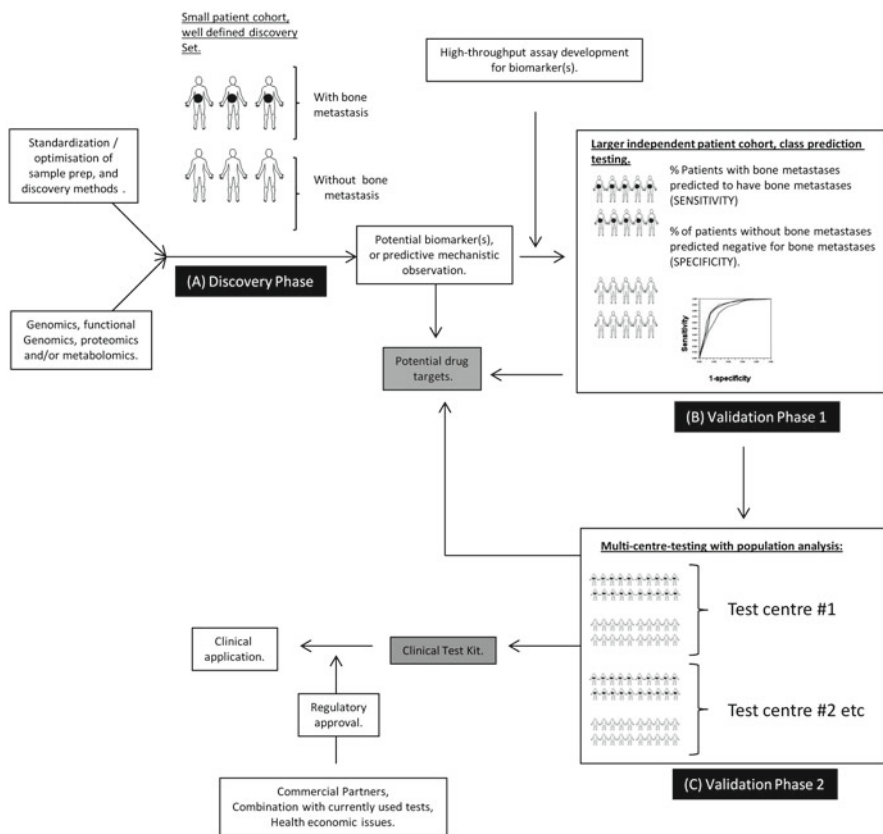 Small patient cohort,
well defined discovery
Set.
With bone
metastasis
Without bone
metastasis
High-throughput assay development
for biomarker(s).
Standardization /
optimisation of
sample prep, and
discovery methods .
(A) Discovery Phase
Genomics, functional
Genomics, proteomics
and/or metabolomics.
Potential biomarker(s),
or predictive mechanistic
observation.
Potential drug
targets.
Larger independent patient cohort, class prediction
testing.
% Patients with bone metastases
predicted to have bone metastases
(SENSITIVITY)
% of patients without bone metastases
predicted negative for bone metastases
(SPECIFICITY).
Sensitivity
1-specificity
(B) Validation Phase 1
Multi-centre-testing with population analysis:
Test centre #1
Test centre #2 etc
(C) Validation Phase 2
Clinical Test Kit.
Clinical
application.
Regulatory
approval.
Commercial Partners,
Combination with currently used tests,
Health economic issues.